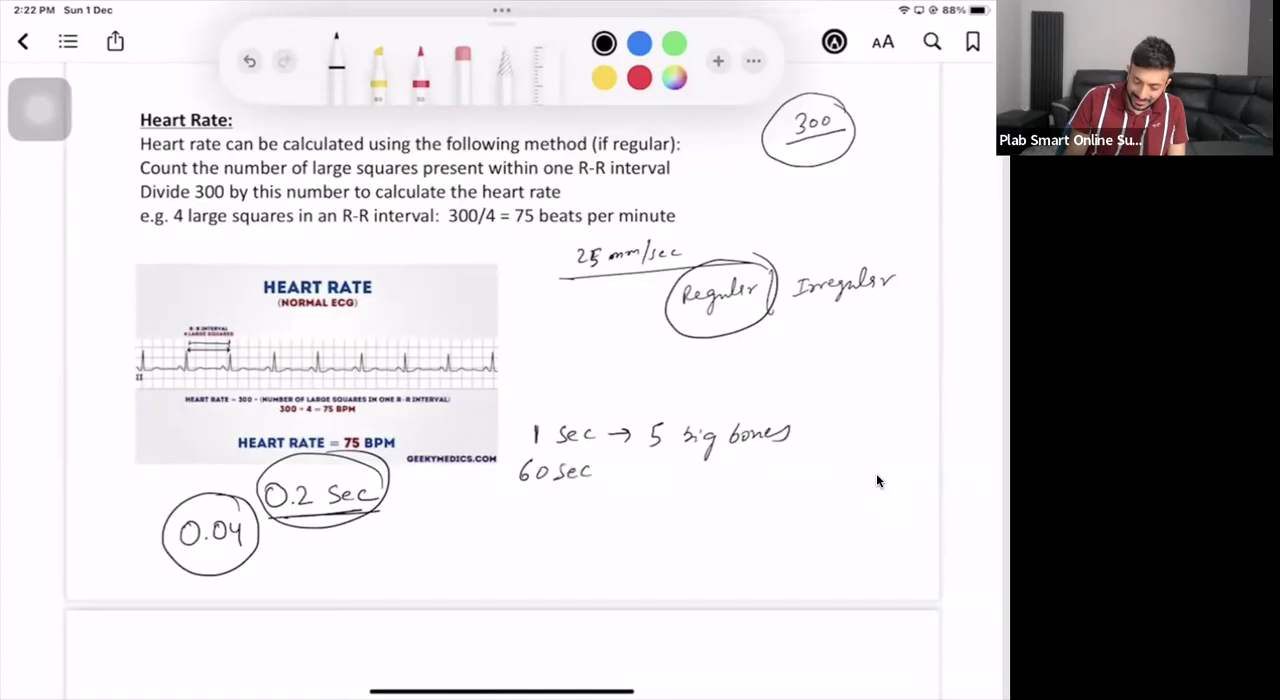 2:22 PM Sun 1 Dec
88%
AA
Plab Smart Online Su...
Heart Rate:
300
Heart rate can be calculated using the following method (if regular):
Count the number of large squares present within one R-R interval
Divide 300 by this number to calculate the heart rate
e.g. 4 large squares in an R-R interval: 300/4 = 75 beats per minute
25 mm/sec
Regular Irregular
HEART RATE
(NORMAL ECG)
R-R INTERVAL
4 LARGE SQUARES
II
HEART RATE = 300 ÷ (NUMBER OF LARGE SQUARES IN ONE R-R INTERVAL)
300 ÷ 4 = 75 BPM
HEART RATE = 75 BPM
GEEKYMEDICS.COM
1 sec → 5 big boxes
60 sec
0.2 sec
0.04